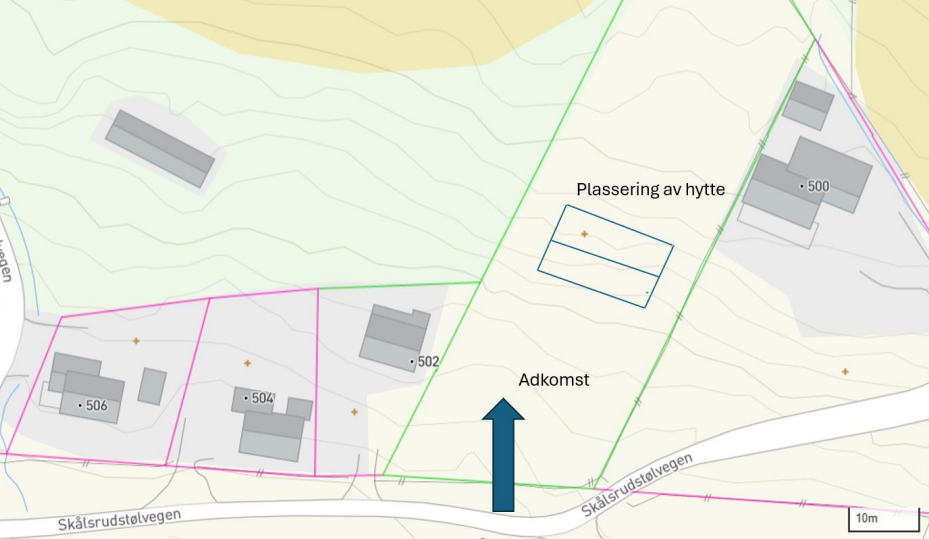 Plassering av hytte
500
502
Adkomst
504
506
Skålsrudstølvegen
Skålsrudstølvegen
10m